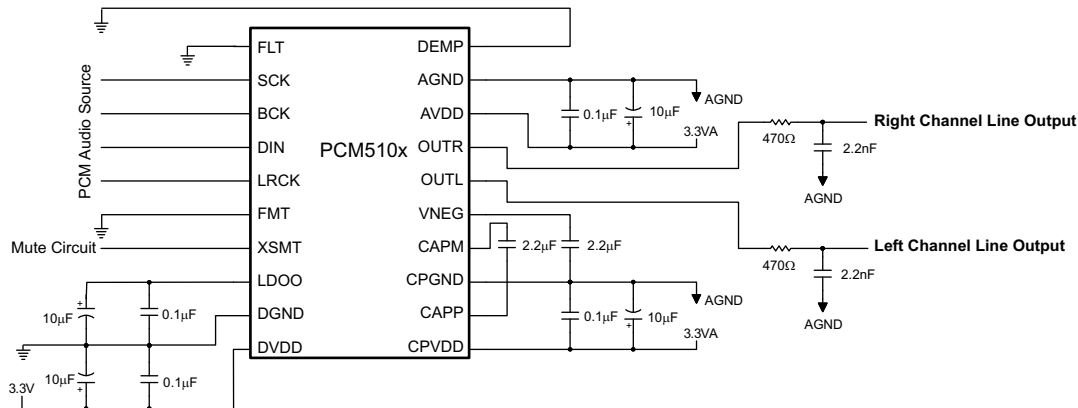 FLT
SCK
BCK
DIN
LRCK
FMT
XSMT
LDOO
DGND
DVDD
PCM510x
DEMP
AGND
AVDD
OUTR
OUTL
VNEG
CAPM
CPGND
CAPP
CPVDD
PCM Audio Source
Mute Circuit
10μF
0.1μF
10μF
0.1μF
3.3V
0.1μF
10μF
AGND
3.3VA
470Ω
Right Channel Line Output
2.2nF
AGND
2.2μF
2.2μF
470Ω
Left Channel Line Output
2.2nF
AGND
0.1μF
10μF
AGND
3.3VA